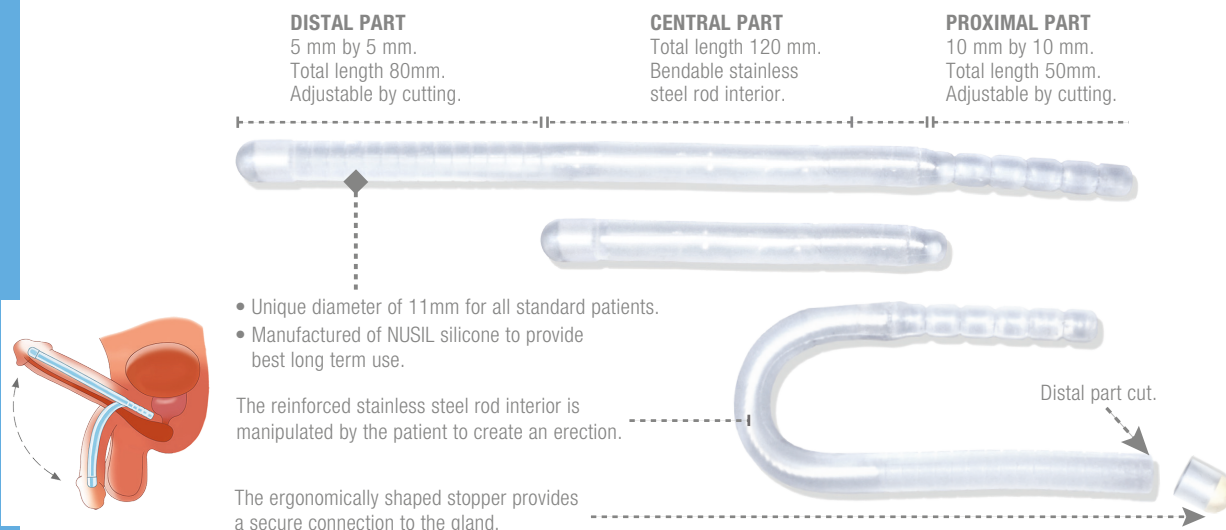 DISTAL PART
5 mm by 5 mm.
Total length 80mm.
Adjustable by cutting.
CENTRAL PART
Total length 120 mm.
Bendable stainless
steel rod interior.
PROXIMAL PART
10 mm by 10 mm.
Total length 50mm.
Adjustable by cutting.
• Unique diameter of 11mm for all standard patients.
• Manufactured of NUSIL silicone to provide
best long term use.
The reinforced stainless steel rod interior is
manipulated by the patient to create an erection.
Distal part cut.
The ergonomically shaped stopper provides
a secure connection to the gland.